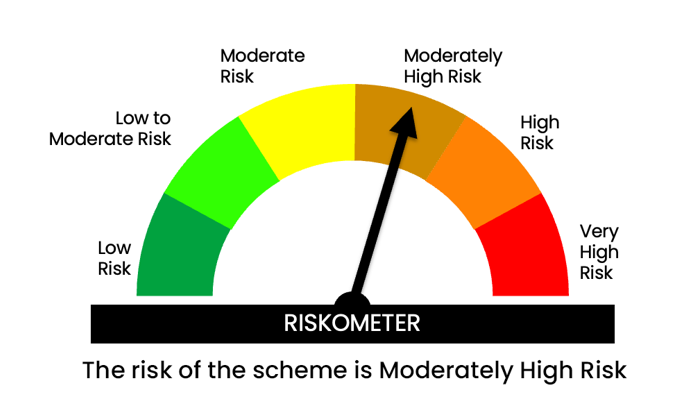 Moderate
Risk
Moderately
High Risk
Low to
Moderate Risk
High
Risk
Low
Risk
Very
High
Risk
RISKOMETER
The risk of the scheme is Moderately High Risk